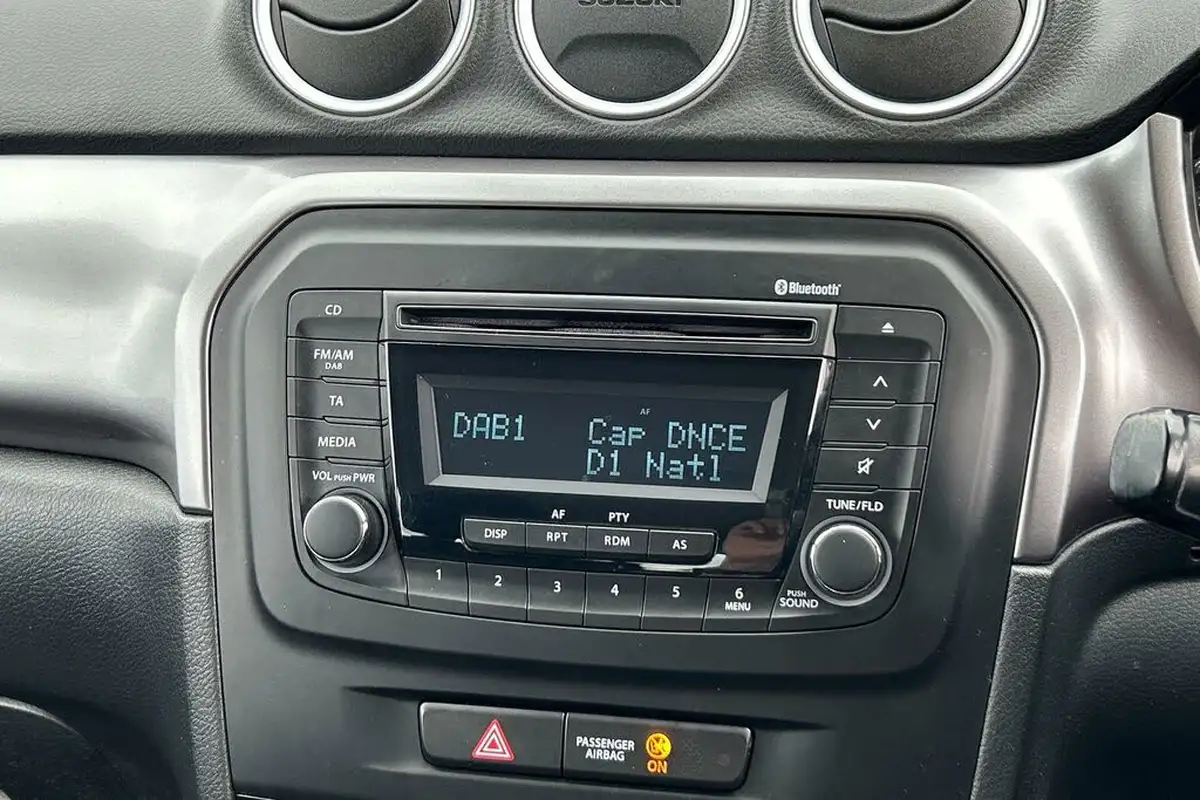 SUZUKI
Bluetooth
CD
FM/AM
DAB
TA
MEDIA
VOL PUSH PWR
AF
DAB1 Cap DNCE
D1 Natl
TUNE/FLD
AF PTY
DISP RPT RDM AS
1 2 3 4 5 6
MENU
PUSH
SOUND
PASSENGER
AIRBAG
ON